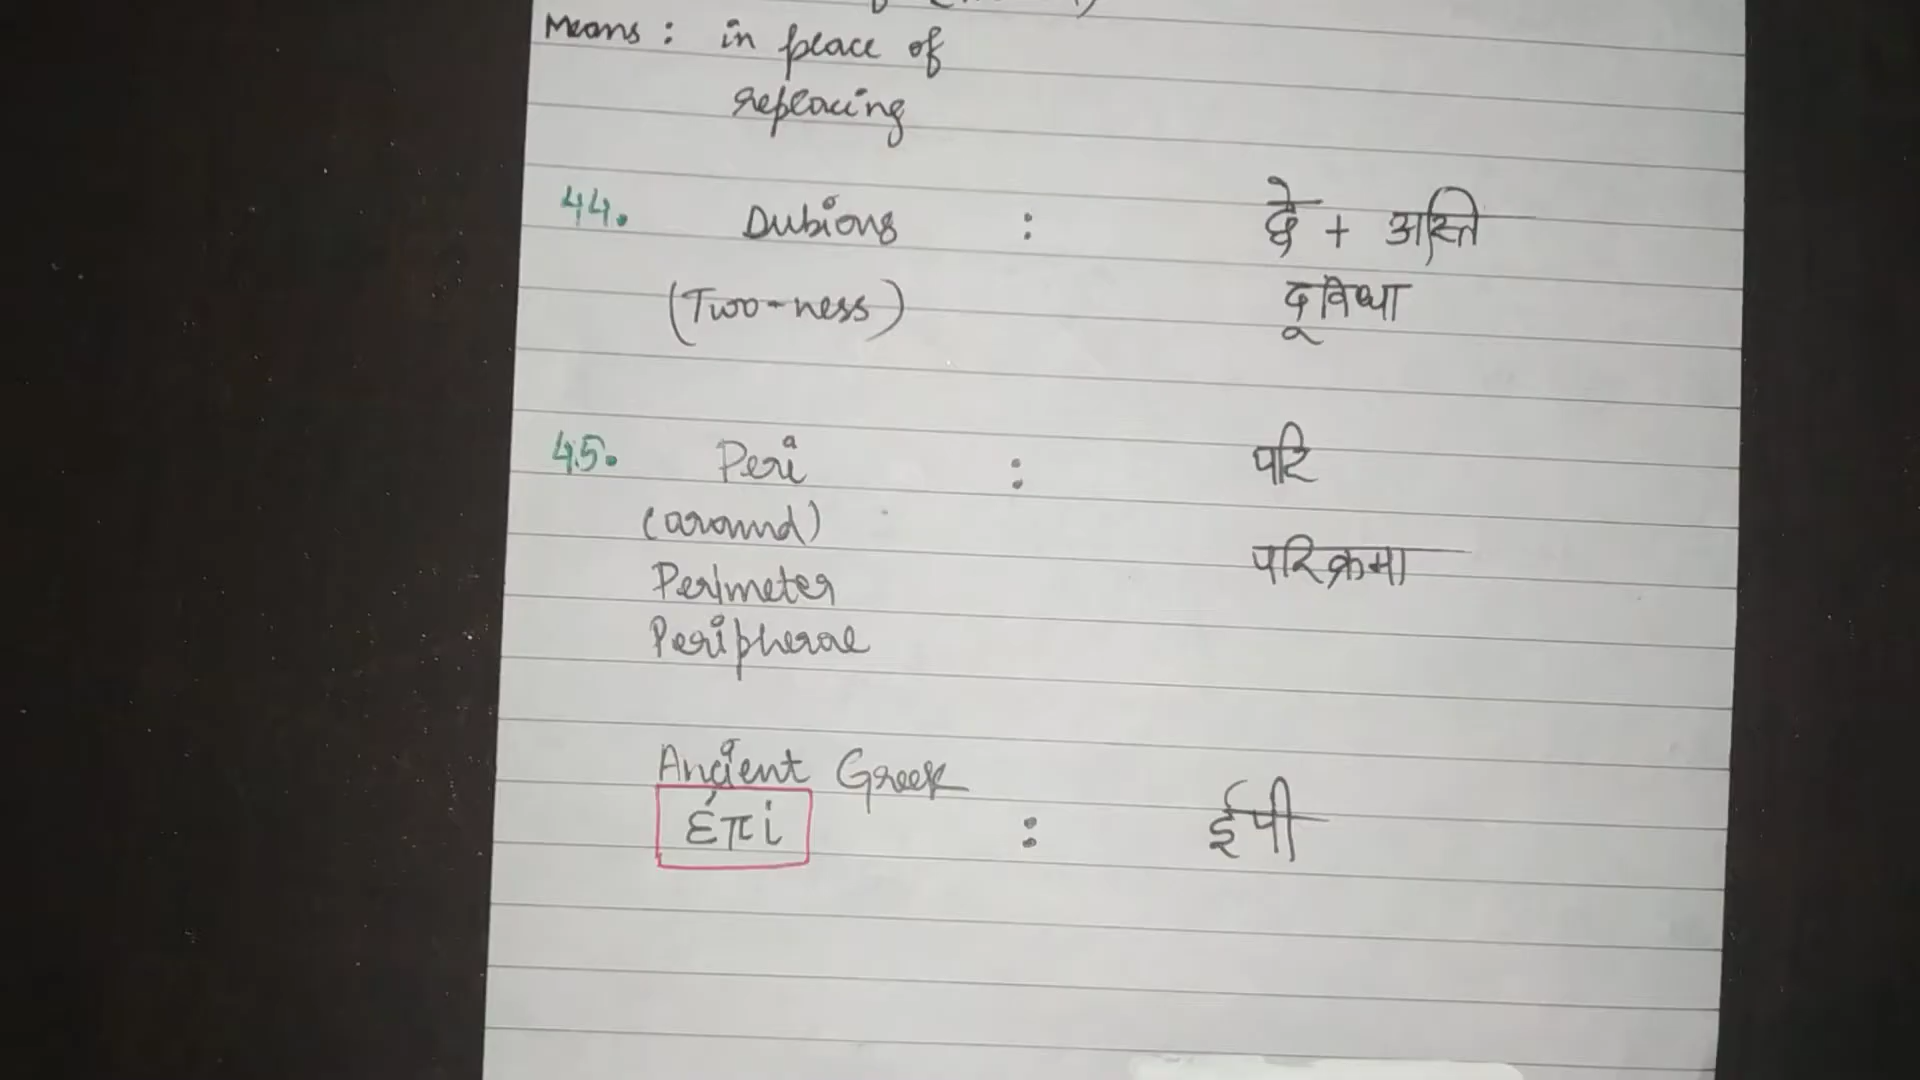 Means : in place of
replacing
44. Dubious : द्वे + अस्ति
(Two-ness) दूविधा
45. Peri : परि
(around)
Perimeter परिक्रमा
Peripheral
Ancient Greek
έπί : ईपी